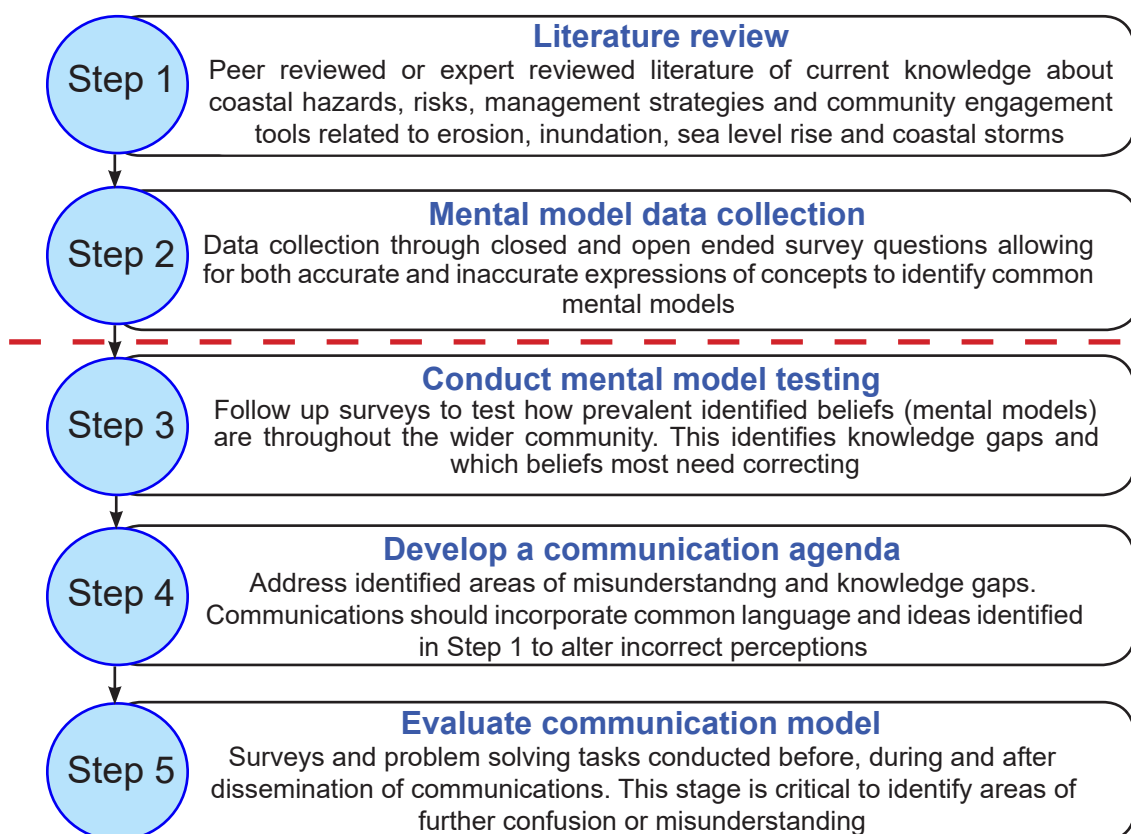 Literature review
Step 1
Peer reviewed or expert reviewed literature of current knowledge about
coastal hazards, risks, management strategies and community engagement
tools related to erosion, inundation, sea level rise and coastal storms
Mental model data collection
Step 2
Data collection through closed and open ended survey questions allowing
for both accurate and inaccurate expressions of concepts to identify common
mental models
Conduct mental model testing
Step 3
Follow up surveys to test how prevalent identified beliefs (mental models)
are throughout the wider community. This identifies knowledge gaps and
which beliefs most need correcting
Develop a communication agenda
Step 4
Address identified areas of misunderstandng and knowledge gaps.
Communications should incorporate common language and ideas identified
in Step 1 to alter incorrect perceptions
Evaluate communication model
Step 5
Surveys and problem solving tasks conducted before, during and after
dissemination of communications. This stage is critical to identify areas of
further confusion or misunderstanding